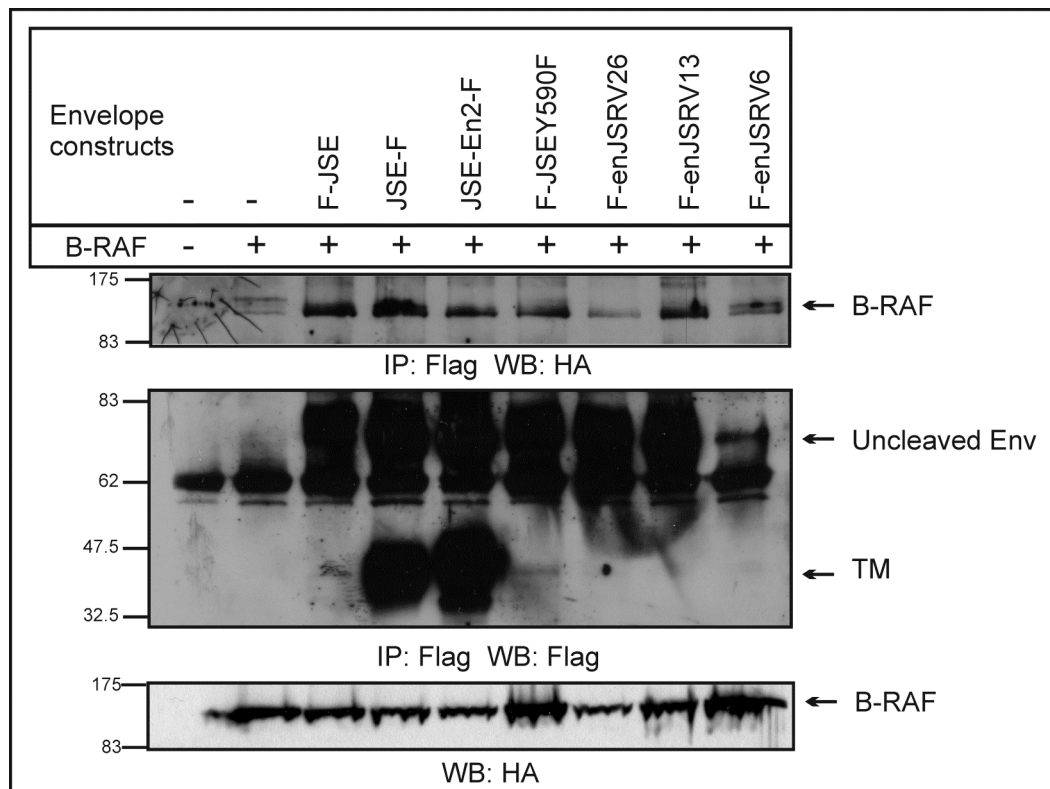 Envelope
constructs
- - F-JSE JSE-F JSE-En2-F F-JSEY590F F-enJSRV26 F-enJSRV13 F-enJSRV6
B-RAF - + + + + + + + +
175
B-RAF
83
IP: Flag WB: HA
83
Uncleaved Env
62
47.5
TM
32.5
IP: Flag WB: Flag
175
B-RAF
83
WB: HA